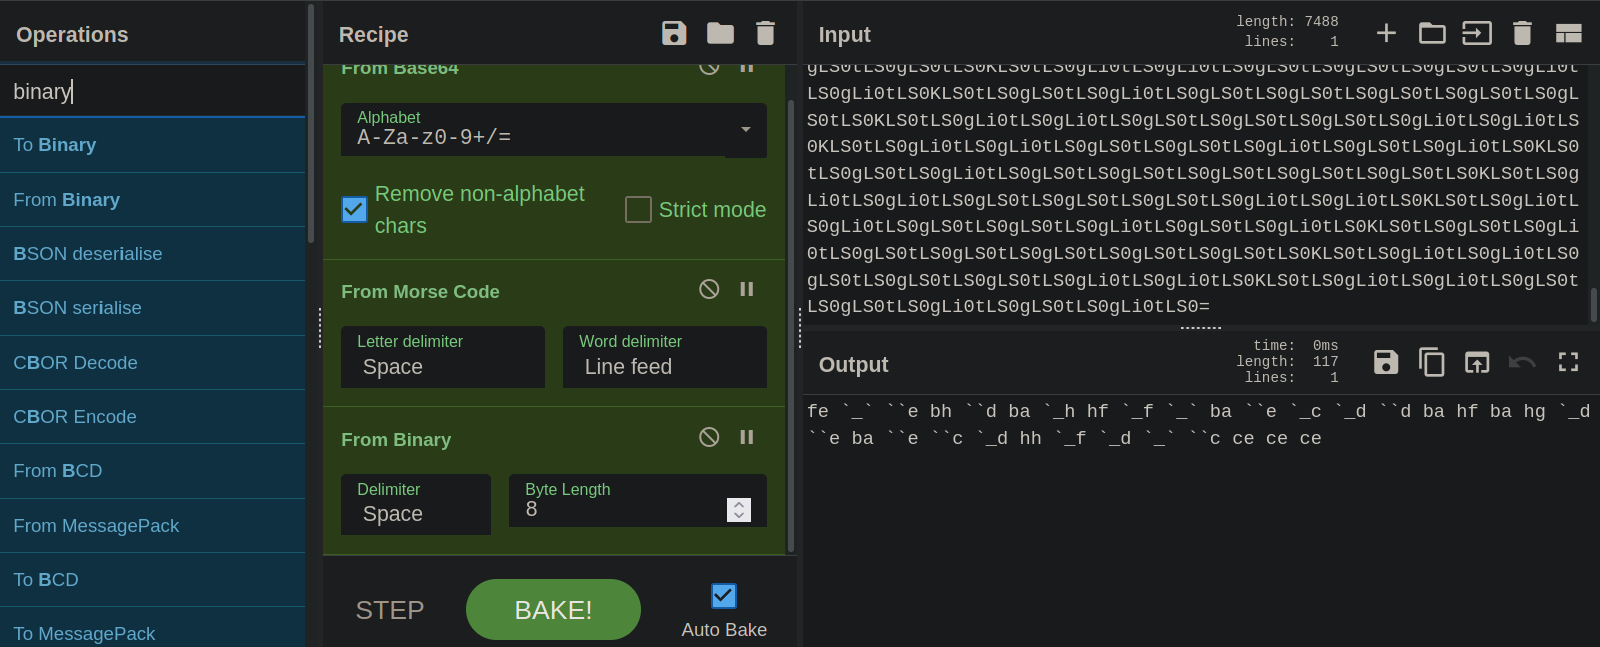 Operations
binary
To Binary
From Binary
BSON deserialise
BSON serialise
CBOR Decode
CBOR Encode
From BCD
From MessagePack
To BCD
To MessagePack
Recipe
From Base64
Alphabet
A-Za-z0-9+/=
Remove non-alphabet
chars
Strict mode
From Morse Code
Letter delimiter
Space
Word delimiter
Line feed
From Binary
Delimiter
Space
Byte Length
8
STEP
BAKE!
Auto Bake
Input
length: 7488
lines: 1
gLS0tLS0gLS0tLS0KLS0tLS0gLi0tLS0gLi0tLS0gLS0tLS0gLS0tLS0gLS0tLS0gLi0t
LS0gLi0tLS0KLS0tLS0gLS0tLS0gLi0tLS0gLS0tLS0gLS0tLS0gLS0tLS0gLS0tLS0gL
S0tLS0KLS0tLS0gLi0tLS0gLi0tLS0gLS0tLS0gLS0tLS0gLS0tLS0gLi0tLS0gLi0tLS
0KLS0tLS0gLi0tLS0gLi0tLS0gLS0tLS0gLS0tLS0gLS0tLS0gLi0tLS0gLi0tLS0KLS0
tLS0gLS0tLS0gLi0tLS0gLS0tLS0gLS0tLS0gLS0tLS0gLS0tLS0gLS0tLS0KLS0tLS0g
Li0tLS0gLi0tLS0gLS0tLS0gLS0tLS0gLS0tLS0gLi0tLS0gLi0tLS0KLS0tLS0gLi0tL
S0gLi0tLS0gLS0tLS0gLS0tLS0gLi0tLS0gLS0tLS0gLi0tLS0KLS0tLS0gLS0tLS0gLi
0tLS0gLS0tLS0gLS0tLS0gLS0tLS0gLS0tLS0gLS0tLS0KLS0tLS0gLi0tLS0gLi0tLS0
gLS0tLS0gLS0tLS0gLS0tLS0gLi0tLS0gLi0tLS0KLS0tLS0gLi0tLS0gLi0tLS0gLS0t
LS0gLS0tLS0gLi0tLS0gLS0tLS0gLi0tLS0=
Output
time: 0ms
length: 117
lines: 1
fe `_` ``e bh ``d ba `_h hf `_f `_` ba ``e `_c `_d ``d ba hf ba hg `_d
``e ba ``e ``c `_d hh `_f `_d `_` ``c ce ce ce